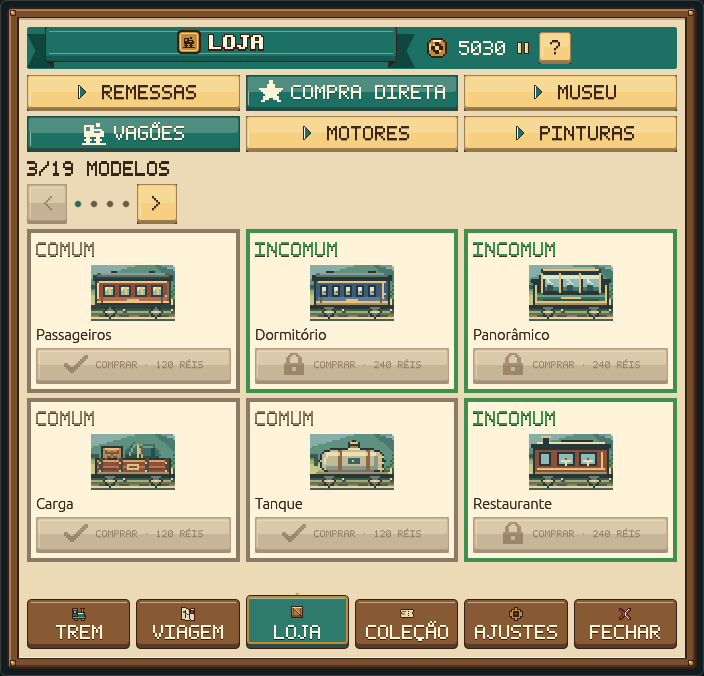 LOJA
5030
?
REMESSAS
COMPRA DIRETA
MUSEU
VAGÕES
MOTORES
PINTURAS
3/19 MODELOS
COMUM
INCOMUM
INCOMUM
Passageiros
Dormitório
Panorâmico
COMPRAR · 120 RÉIS
COMPRAR · 240 RÉIS
COMPRAR · 240 RÉIS
COMUM
COMUM
INCOMUM
Carga
Tanque
Restaurante
COMPRAR · 120 RÉIS
COMPRAR · 120 RÉIS
COMPRAR · 240 RÉIS
TREM
VIAGEM
LOJA
COLEÇÃO
AJUSTES
FECHAR